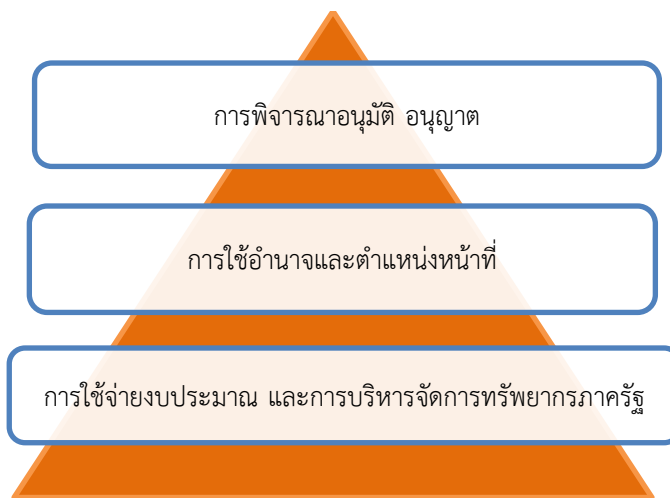 การพิจารณาอนุมัติ อนุญาต
การใช้อำนาจและตำแหน่งหน้าที่
การใช้จ่ายงบประมาณ และการบริหารจัดการทรัพยากรภาครัฐ